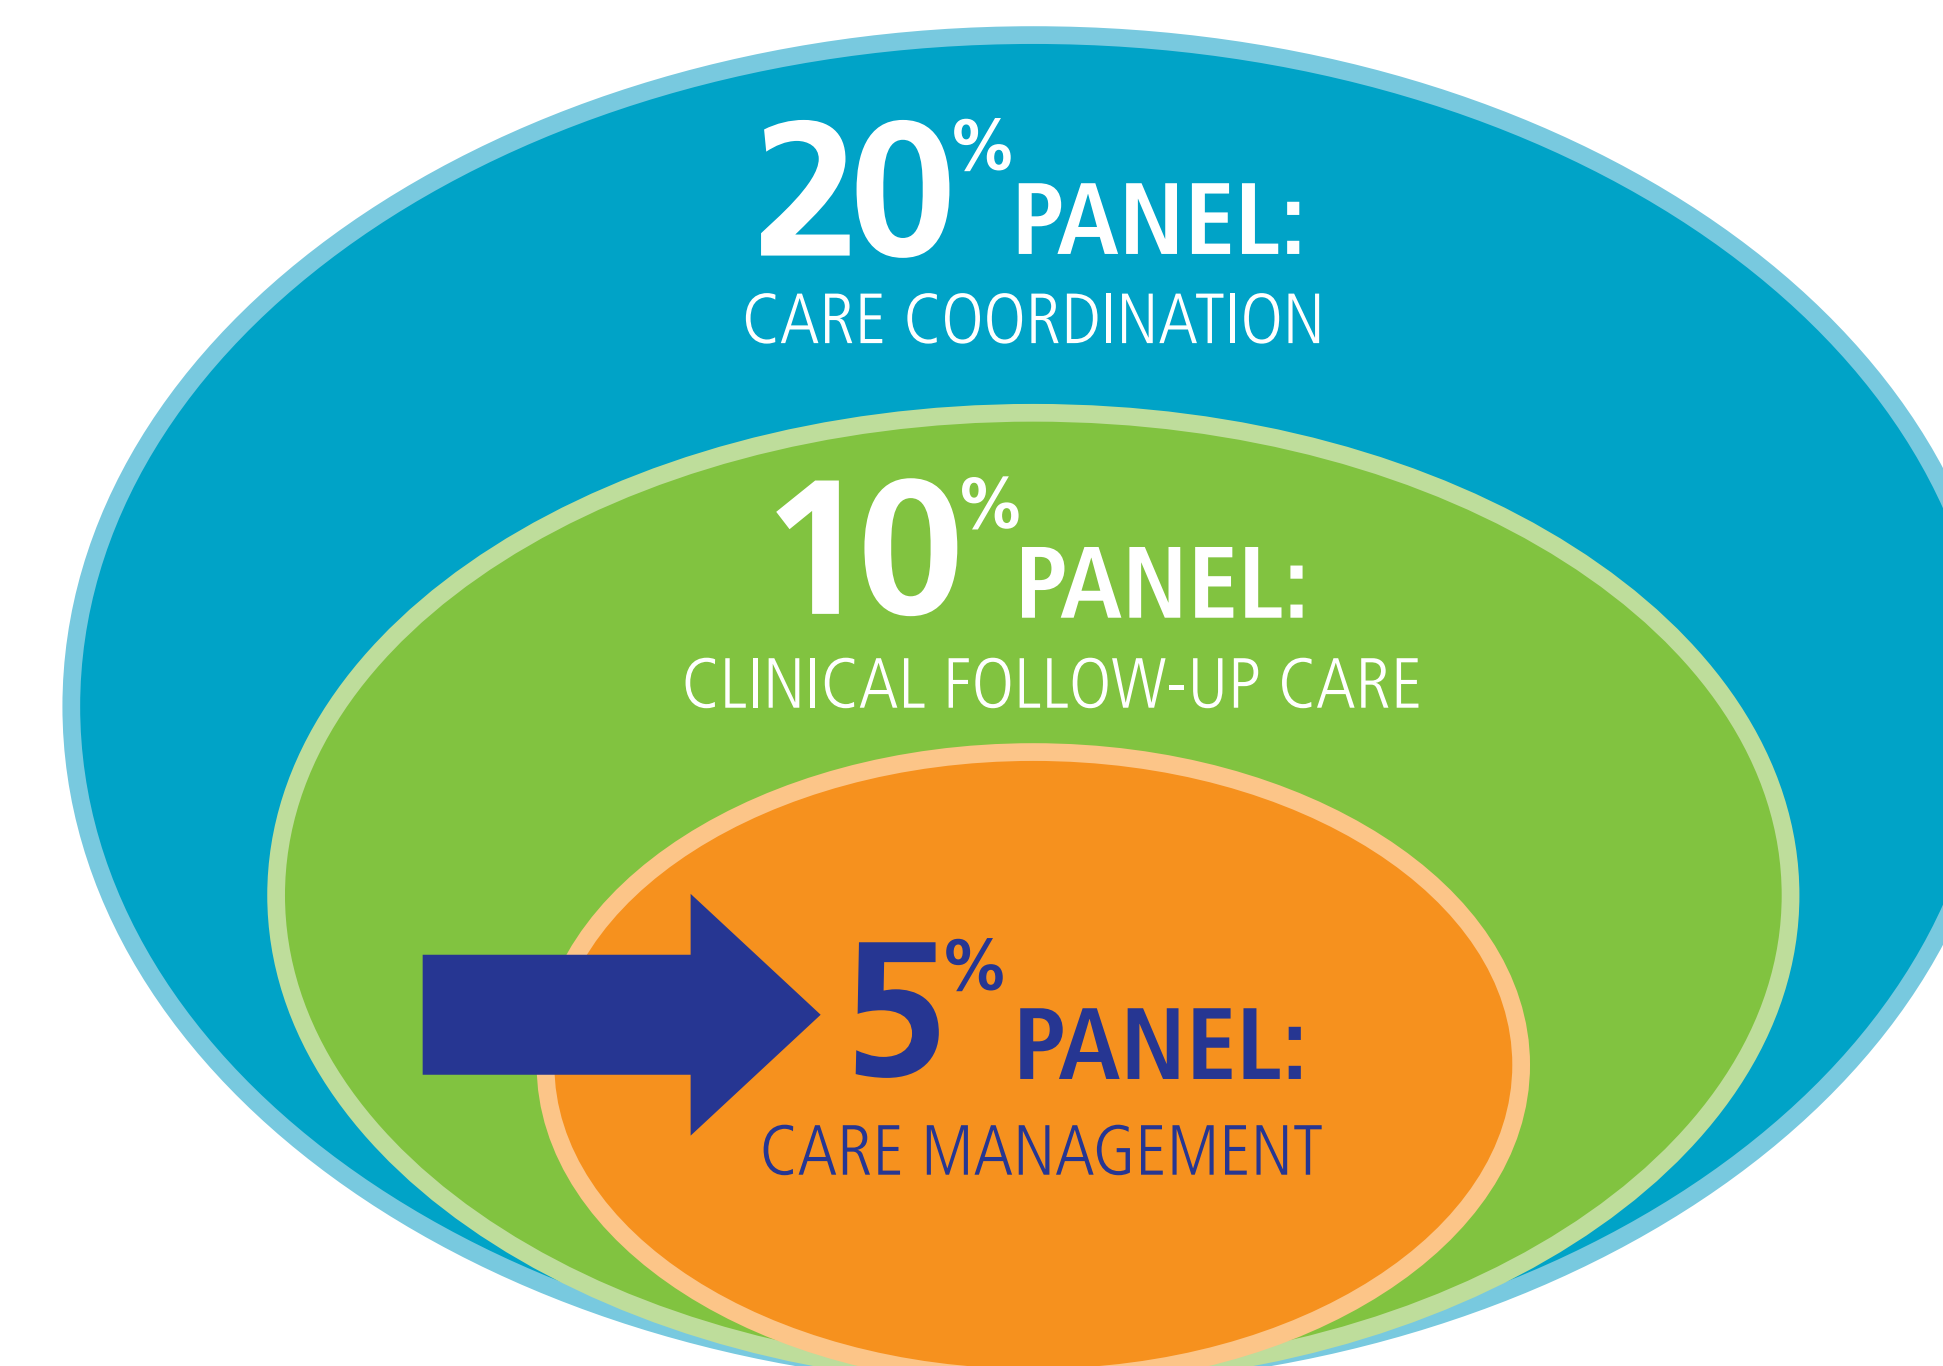 20% PANEL:
CARE COORDINATION
10% PANEL:
CLINICAL FOLLOW-UP CARE
5% PANEL:
CARE MANAGEMENT